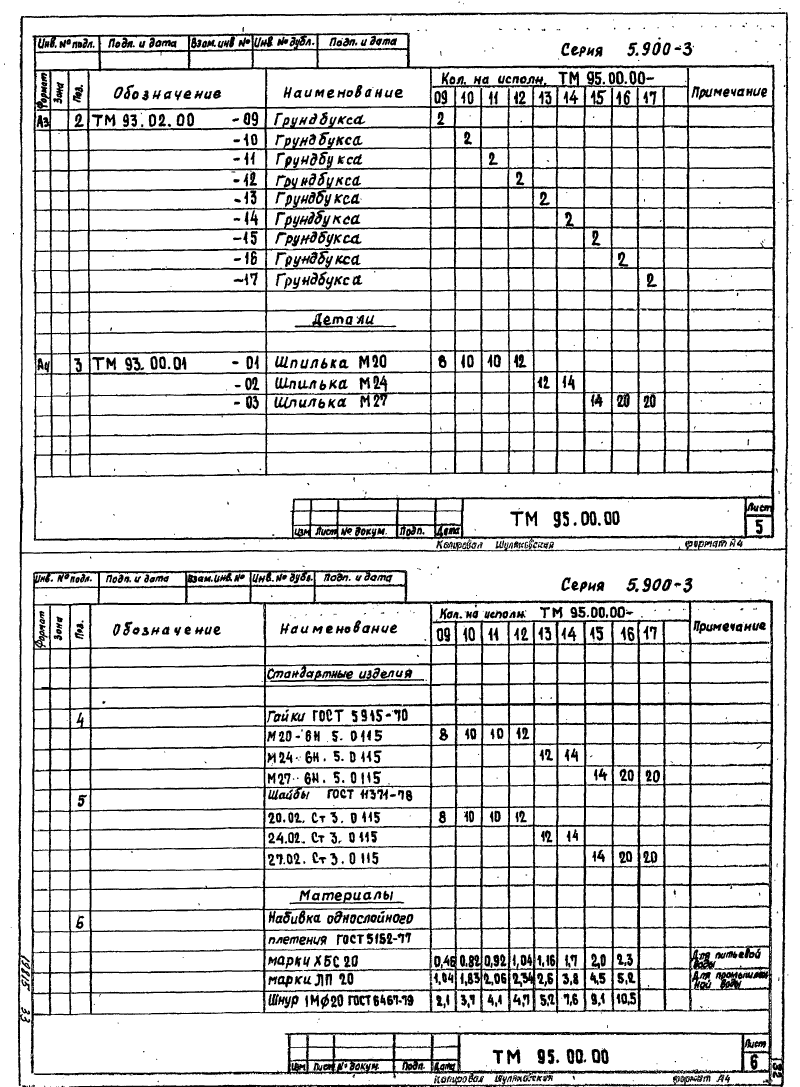 Инв. № подл. Подп. и дата Взам. инв № Инв. № дубл. Подп. и дата
Серия 5.900-3
Формат Зона Поз. Обозначение Наименование Кол. на исполн. ТМ 95.00.00- Примечание
09 10 11 12 13 14 15 16 17
А3 2 ТМ 93.02.00 -09 Грундбукса 2
-10 Грундбукса 2
-11 Грундбукса 2
-12 Грундбукса 2
-13 Грундбукса 2
-14 Грундбукса 2
-15 Грундбукса 2
-16 Грундбукса 2
-17 Грундбукса 2
Детали
А4 3 ТМ 93.00.01 -01 Шпилька М20 8 10 10 12
-02 Шпилька М24 12 14
-03 Шпилька М27 14 20 20
Изм Лист № докум. Подп. Дата
ТМ 95.00.00
Лист
5
Копировал Шуляковская формат А4
Инв. № подл. Подп. и дата Взам. инв. № Инв. № дубл. Подп. и дата
Серия 5.900-3
Формат Зона Поз. Обозначение Наименование Кол. на исполн. ТМ 95.00.00- Примечание
09 10 11 12 13 14 15 16 17
Стандартные изделия
4 Гайки ГОСТ 5915-70
М20-6Н. 5. 0115 8 10 10 12
М24-6Н. 5. 0115 12 14
М27-6Н. 5. 0115 14 20 20
5 Шайбы ГОСТ 11371-78
20.02. Ст 3. 0115 8 10 10 12
24.02. Ст 3. 0115 12 14
27.02. Ст 3. 0115 14 20 20
Материалы
6 Набивка однослойного
плетения ГОСТ 5152-77
марки ХБС 20 0,46 0,82 0,92 1,04 1,16 1,7 2,0 2,3 Для питьевой воды
марки ЛП 20 1,04 1,83 2,06 2,34 2,6 3,8 4,5 5,2 Для промышленной воды
Шнур 1Мφ20 ГОСТ 6467-79 2,1 3,7 4,1 4,7 5,2 7,6 9,1 10,5
19815 33
Изм Лист № докум. Подп. Дата
ТМ 95.00.00
Лист
6
Копировал Шуляковская формат А4
32